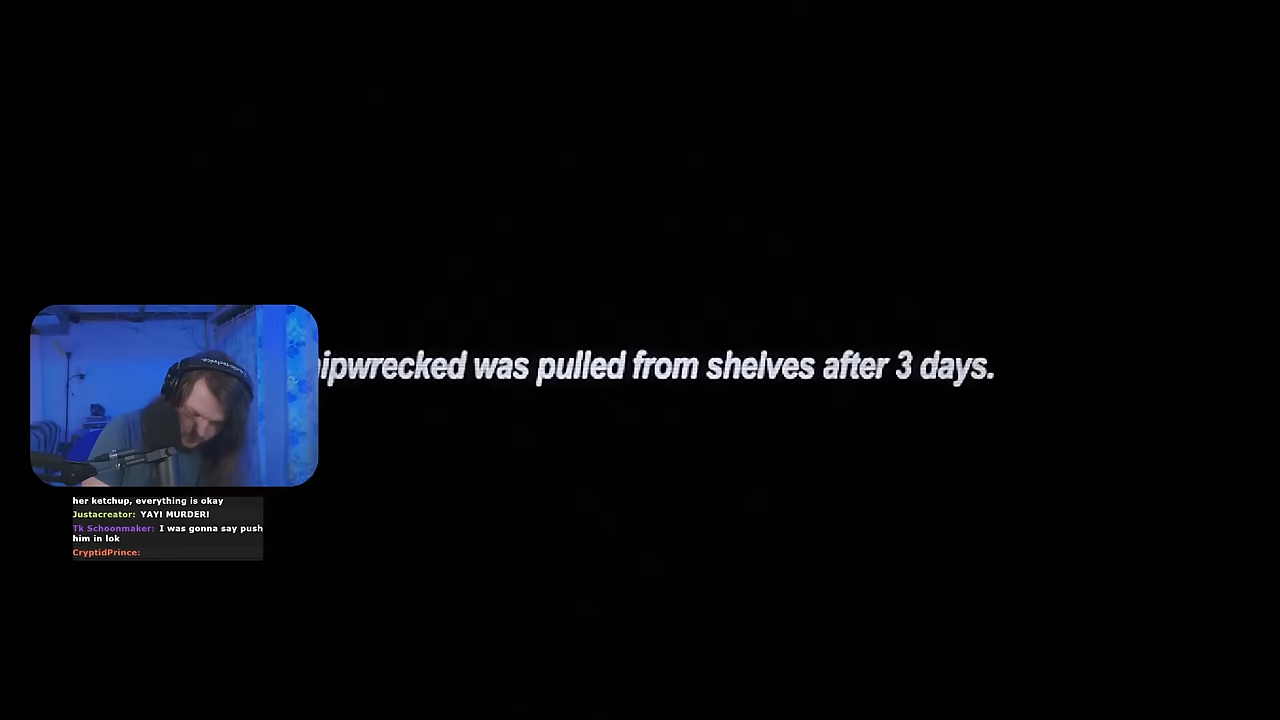 hipwrecked was pulled from shelves after 3 days.
her ketchup, everything is okay
Justacreator: YAY! MURDER!
Tk Schoonmaker: I was gonna say push
him in lok
CryptidPrince: